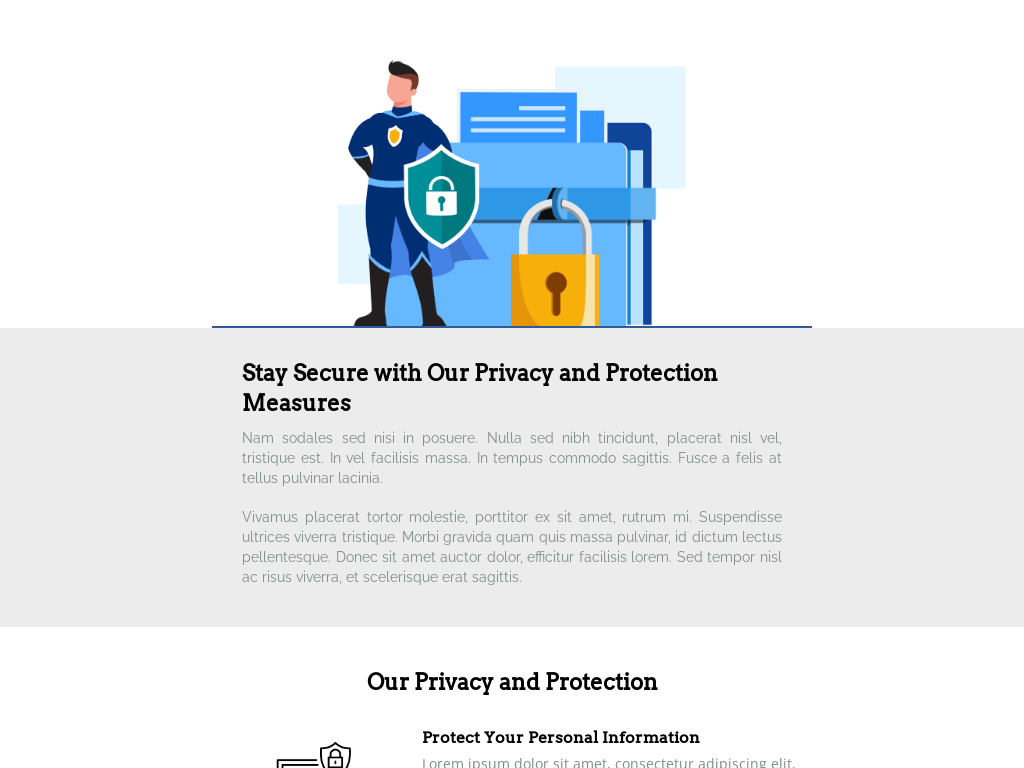 Stay Secure with Our Privacy and Protection
Measures
Nam sodales sed nisi in posuere. Nulla sed nibh tincidunt, placerat nisl vel,
tristique est. In vel facilisis massa. In tempus commodo sagittis. Fusce a felis at
tellus pulvinar lacinia.
Vivamus placerat tortor molestie, porttitor ex sit amet, rutrum mi. Suspendisse
ultrices viverra tristique. Morbi gravida quam quis massa pulvinar, id dictum lectus
pellentesque. Donec sit amet auctor dolor, efficitur facilisis lorem. Sed tempor nisl
ac risus viverra, et scelerisque erat sagittis.
Our Privacy and Protection
Protect Your Personal Information
Lorem ipsum dolor sit amet, consectetur adipiscing elit,